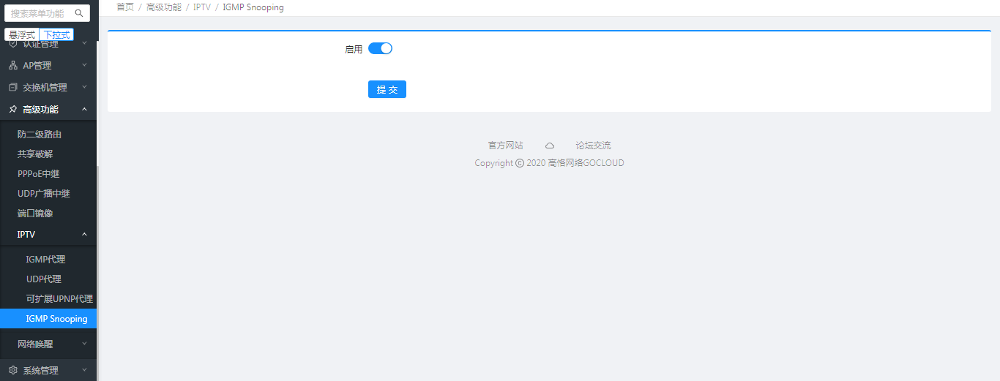 搜索菜单功能
悬浮式 下拉式
认证管理
AP管理
交换机管理
高级功能
防二级路由
共享破解
PPPoE中继
UDP广播中继
端口镜像
IPTV
IGMP代理
UDP代理
可扩展UPNP代理
IGMP Snooping
网络唤醒
系统管理
首页 / 高级功能 / IPTV / IGMP Snooping
启用
提 交
官方网站 论坛交流
Copyright © 2020 高恪网络GOCLOUD